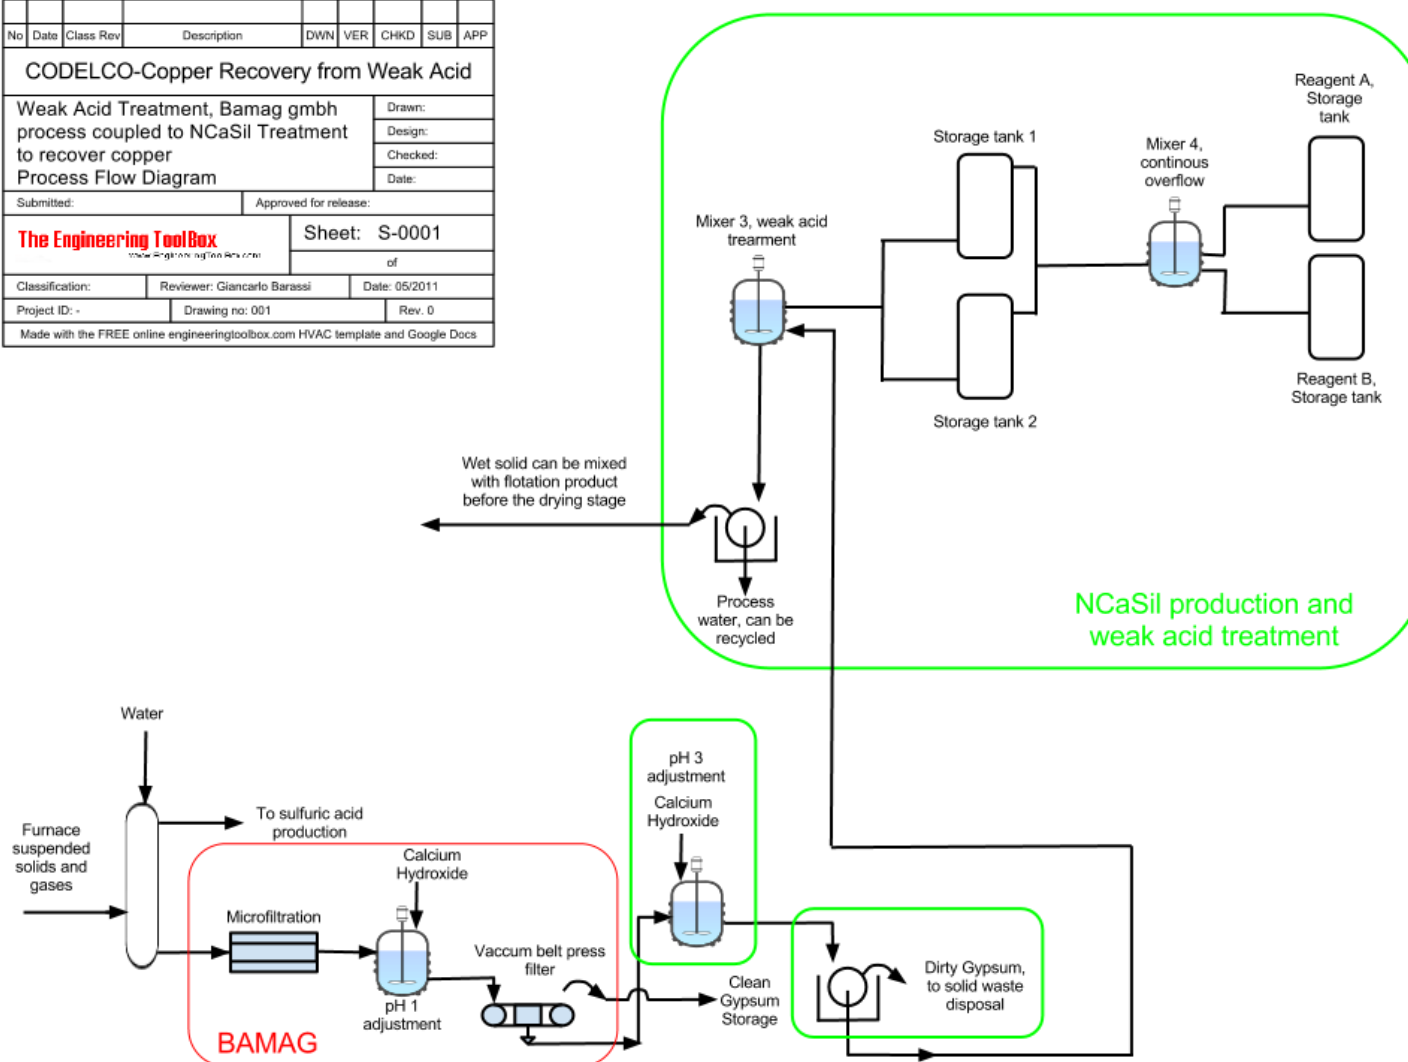 No Date Class Rev Description DWN VER CHKD SUB APP
CODELCO-Copper Recovery from Weak Acid
Weak Acid Treatment, Bamag gmbh
process coupled to NCaSil Treatment
to recover copper
Process Flow Diagram
Drawn:
Design:
Checked:
Date:
Submitted:
Approved for release:
The Engineering ToolBox
www.EngineeringToolBox.com
Sheet: S-0001
of
Classification:
Reviewer: Giancarlo Barassi
Date: 05/2011
Project ID: -
Drawing no: 001
Rev. 0
Made with the FREE online engineeringtoolbox.com HVAC template and Google Docs
Reagent A,
Storage
tank
Storage tank 1
Mixer 4,
continous
overflow
Mixer 3, weak acid
trearment
Reagent B,
Storage tank
Storage tank 2
Wet solid can be mixed
with flotation product
before the drying stage
Process
water, can be
recycled
NCaSil production and
weak acid treatment
Water
pH 3
adjustment
Calcium
Hydroxide
To sulfuric acid
production
Furnace
suspended
solids and
gases
Calcium
Hydroxide
Microfiltration
Vaccum belt press
filter
pH 1
adjustment
Clean
Gypsum
Storage
Dirty Gypsum,
to solid waste
disposal
BAMAG